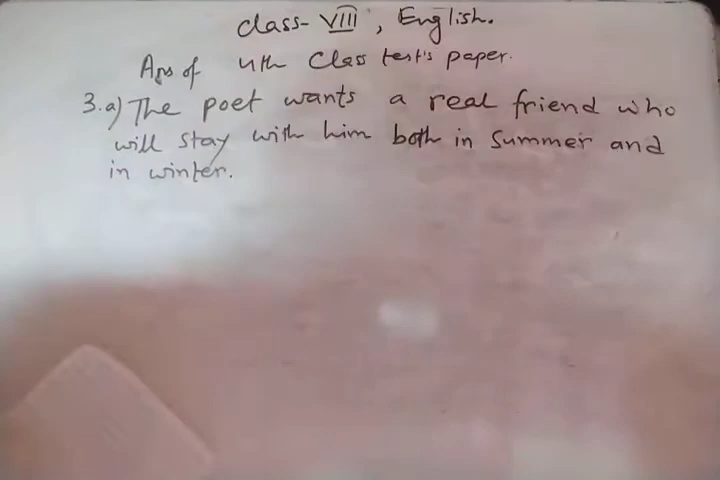 class- VIII, English.
Ans of 4th Class test's paper.
3.a) The poet wants a real friend who
will stay with him both in summer and
in winter.